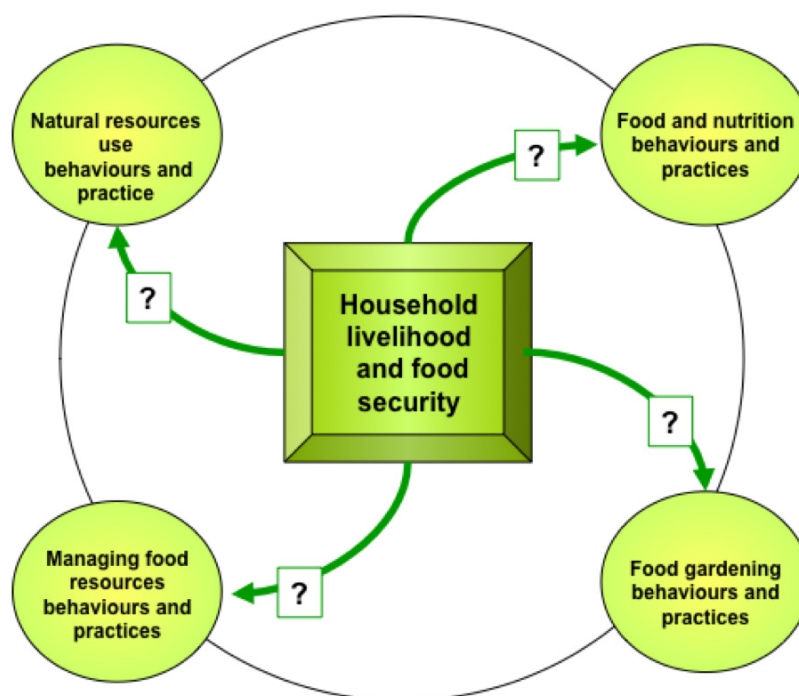 Natural resources
use
behaviours and
practice
Food and nutrition
behaviours and
practices
?
?
Household
livelihood
and food
security
?
?
Managing food
resources
behaviours and
practices
Food gardening
behaviours and
practices